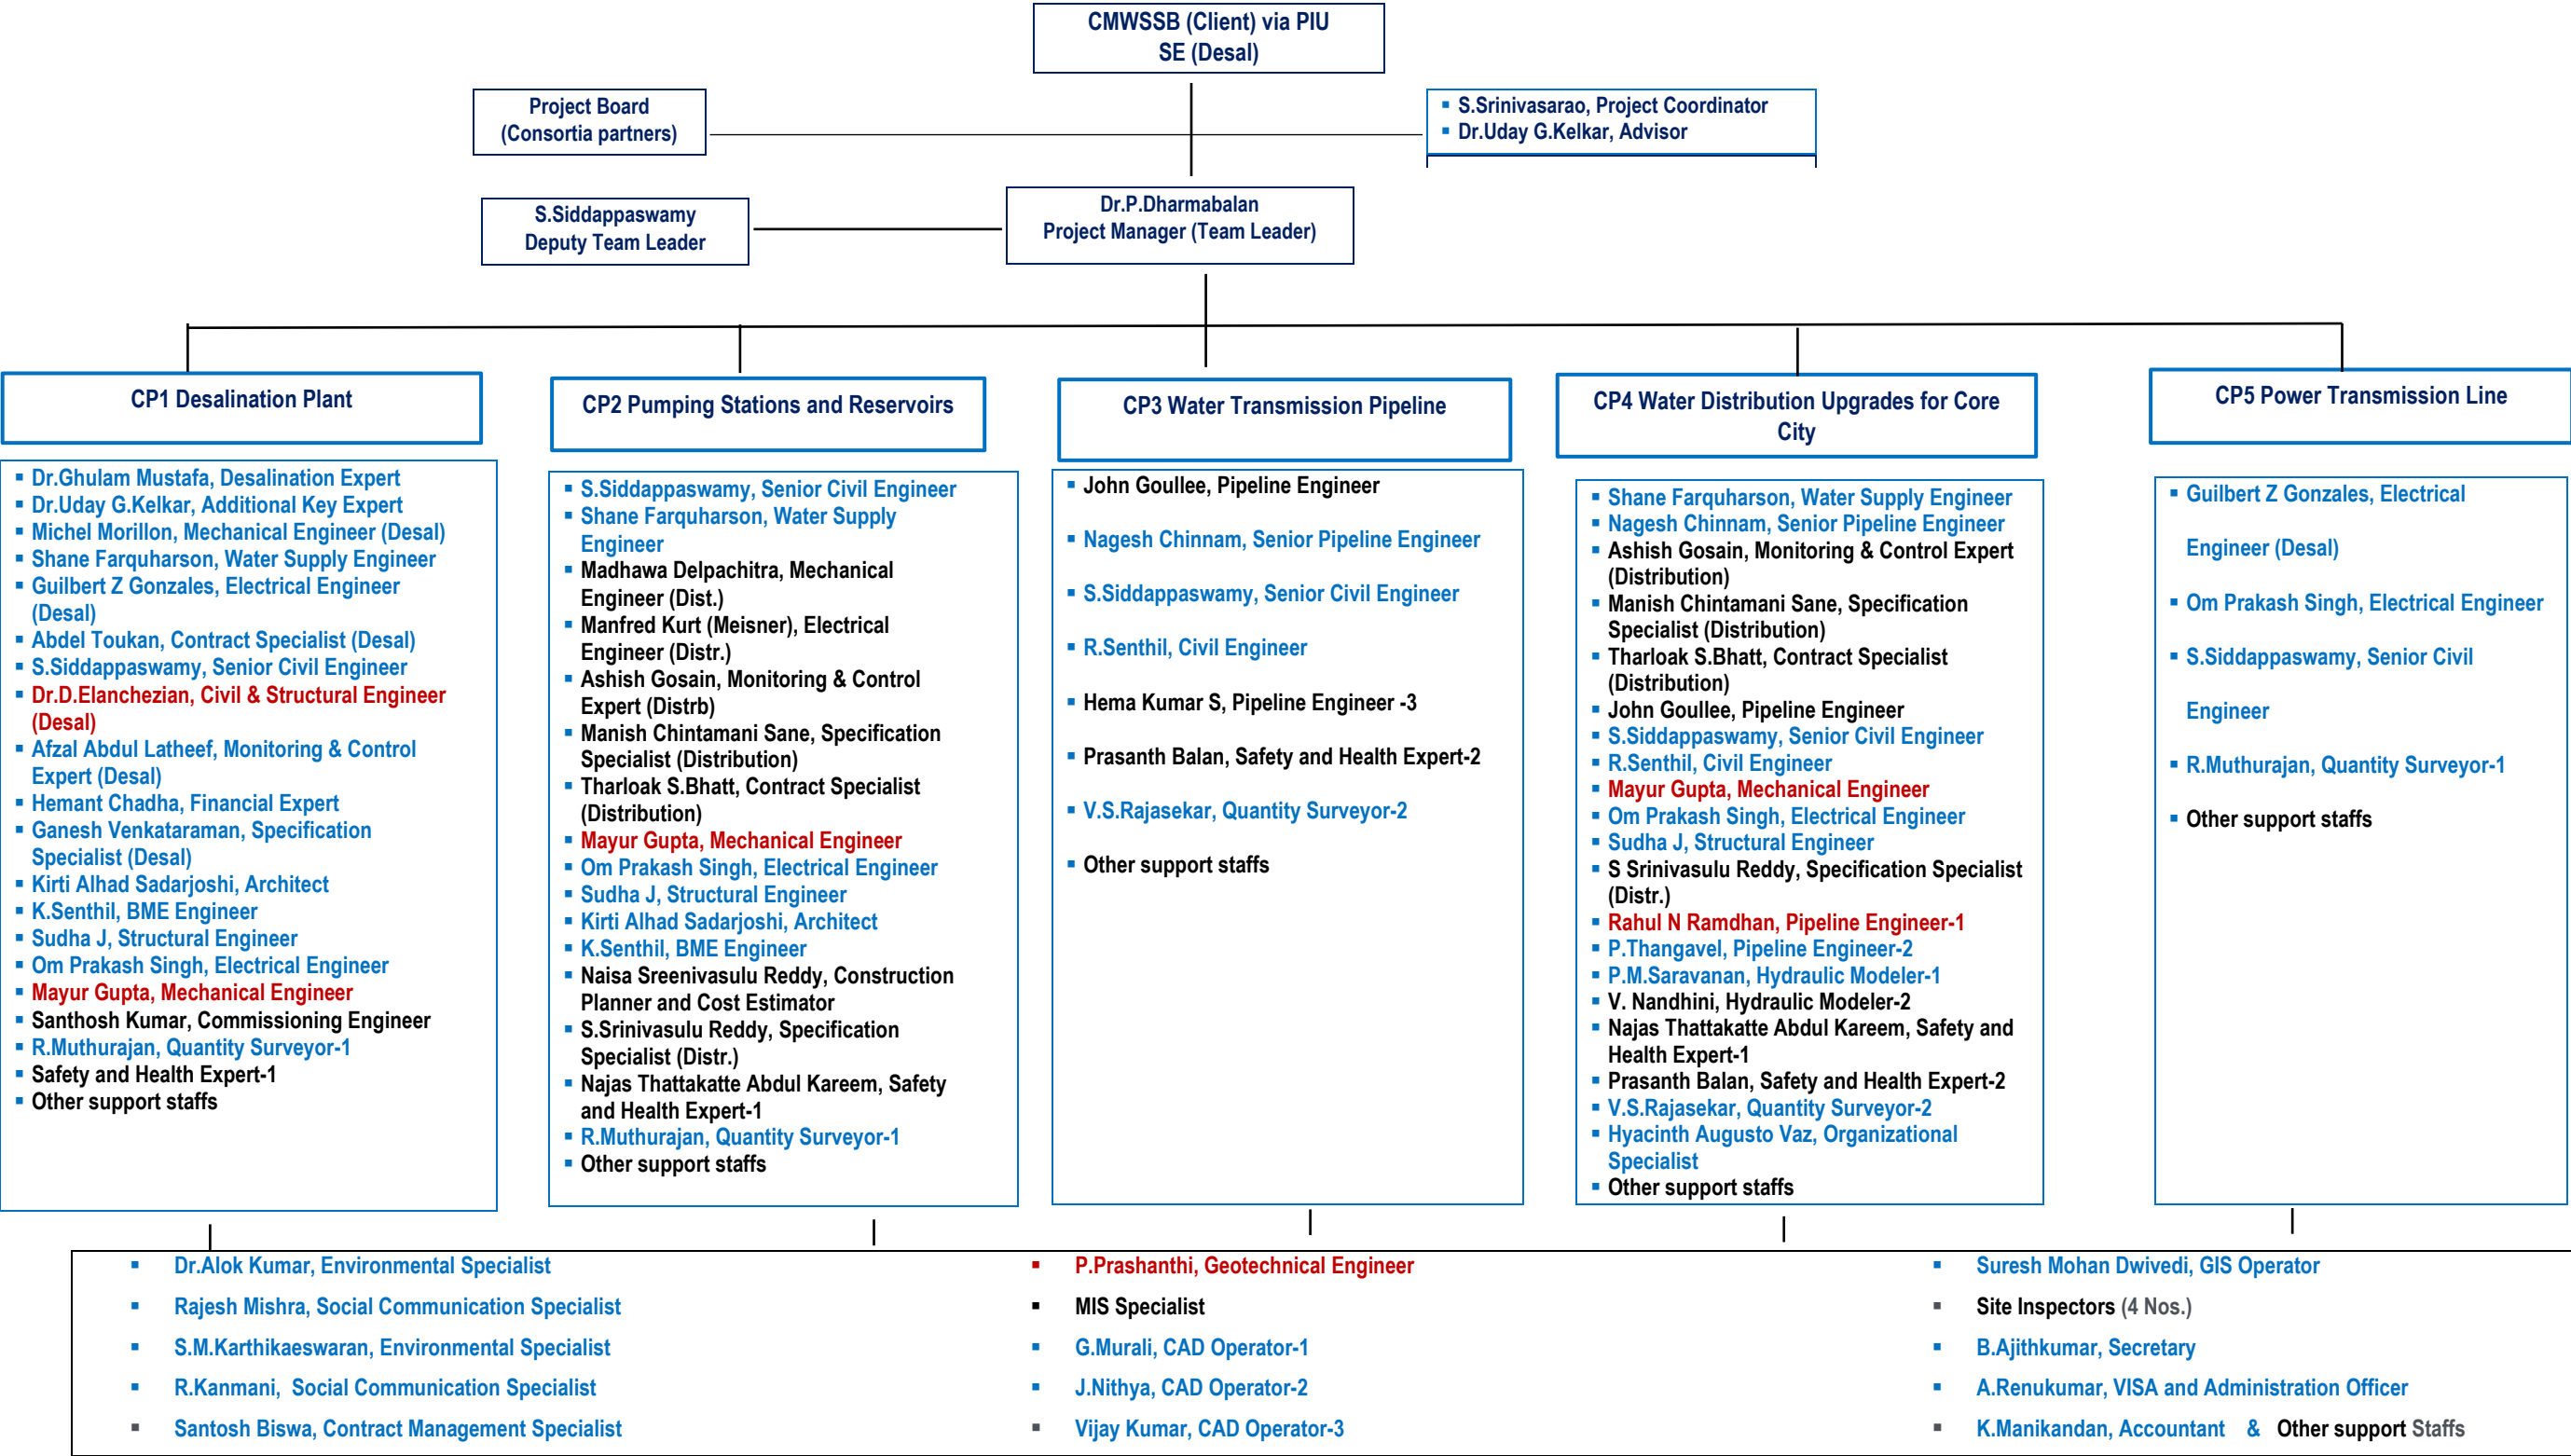 CMWSSB (Client) via PIU
SE (Desal)
Project Board
(Consortia partners)
▪ S.Srinivasarao, Project Coordinator
▪ Dr.Uday G.Kelkar, Advisor
S.Siddappaswamy
Deputy Team Leader
Dr.P.Dharmabalan
Project Manager (Team Leader)
CP1 Desalination Plant
▪ Dr.Ghulam Mustafa, Desalination Expert
▪ Dr.Uday G.Kelkar, Additional Key Expert
▪ Michel Morillon, Mechanical Engineer (Desal)
▪ Shane Farquharson, Water Supply Engineer
▪ Guilbert Z Gonzales, Electrical Engineer
(Desal)
▪ Abdel Toukan, Contract Specialist (Desal)
▪ S.Siddappaswamy, Senior Civil Engineer
▪ Dr.D.Elanchezian, Civil & Structural Engineer
(Desal)
▪ Afzal Abdul Latheef, Monitoring & Control
Expert (Desal)
▪ Hemant Chadha, Financial Expert
▪ Ganesh Venkataraman, Specification
Specialist (Desal)
▪ Kirti Alhad Sadarjoshi, Architect
▪ K.Senthil, BME Engineer
▪ Sudha J, Structural Engineer
▪ Om Prakash Singh, Electrical Engineer
▪ Mayur Gupta, Mechanical Engineer
▪ Santhosh Kumar, Commissioning Engineer
▪ R.Muthurajan, Quantity Surveyor-1
▪ Safety and Health Expert-1
▪ Other support staffs
CP2 Pumping Stations and Reservoirs
▪ S.Siddappaswamy, Senior Civil Engineer
▪ Shane Farquharson, Water Supply
Engineer
▪ Madhawa Delpachitra, Mechanical
Engineer (Dist.)
▪ Manfred Kurt (Meisner), Electrical
Engineer (Distr.)
▪ Ashish Gosain, Monitoring & Control
Expert (Distrb)
▪ Manish Chintamani Sane, Specification
Specialist (Distribution)
▪ Tharloak S.Bhatt, Contract Specialist
(Distribution)
▪ Mayur Gupta, Mechanical Engineer
▪ Om Prakash Singh, Electrical Engineer
▪ Sudha J, Structural Engineer
▪ Kirti Alhad Sadarjoshi, Architect
▪ K.Senthil, BME Engineer
▪ Naisa Sreenivasulu Reddy, Construction
Planner and Cost Estimator
▪ S.Srinivasulu Reddy, Specification
Specialist (Distr.)
▪ Najas Thattakatte Abdul Kareem, Safety
and Health Expert-1
▪ R.Muthurajan, Quantity Surveyor-1
▪ Other support staffs
CP3 Water Transmission Pipeline
▪ John Goullee, Pipeline Engineer
▪ Nagesh Chinnam, Senior Pipeline Engineer
▪ S.Siddappaswamy, Senior Civil Engineer
▪ R.Senthil, Civil Engineer
▪ Hema Kumar S, Pipeline Engineer -3
▪ Prasanth Balan, Safety and Health Expert-2
▪ V.S.Rajasekar, Quantity Surveyor-2
▪ Other support staffs
CP4 Water Distribution Upgrades for Core
City
▪ Shane Farquharson, Water Supply Engineer
▪ Nagesh Chinnam, Senior Pipeline Engineer
▪ Ashish Gosain, Monitoring & Control Expert
(Distribution)
▪ Manish Chintamani Sane, Specification
Specialist (Distribution)
▪ Tharloak S.Bhatt, Contract Specialist
(Distribution)
▪ John Goullee, Pipeline Engineer
▪ S.Siddappaswamy, Senior Civil Engineer
▪ R.Senthil, Civil Engineer
▪ Mayur Gupta, Mechanical Engineer
▪ Om Prakash Singh, Electrical Engineer
▪ Sudha J, Structural Engineer
▪ S Srinivasulu Reddy, Specification Specialist
(Distr.)
▪ Rahul N Ramdhan, Pipeline Engineer-1
▪ P.Thangavel, Pipeline Engineer-2
▪ P.M.Saravanan, Hydraulic Modeler-1
▪ V. Nandhini, Hydraulic Modeler-2
▪ Najas Thattakatte Abdul Kareem, Safety and
Health Expert-1
▪ Prasanth Balan, Safety and Health Expert-2
▪ V.S.Rajasekar, Quantity Surveyor-2
▪ Hyacinth Augusto Vaz, Organizational
Specialist
▪ Other support staffs
CP5 Power Transmission Line
▪ Guilbert Z Gonzales, Electrical
Engineer (Desal)
▪ Om Prakash Singh, Electrical Engineer
▪ S.Siddappaswamy, Senior Civil
Engineer
▪ R.Muthurajan, Quantity Surveyor-1
▪ Other support staffs
▪ Dr.Alok Kumar, Environmental Specialist
▪ Rajesh Mishra, Social Communication Specialist
▪ S.M.Karthikaeswaran, Environmental Specialist
▪ R.Kanmani, Social Communication Specialist
▪ Santosh Biswa, Contract Management Specialist
▪ P.Prashanthi, Geotechnical Engineer
▪ MIS Specialist
▪ G.Murali, CAD Operator-1
▪ J.Nithya, CAD Operator-2
▪ Vijay Kumar, CAD Operator-3
▪ Suresh Mohan Dwivedi, GIS Operator
▪ Site Inspectors (4 Nos.)
▪ B.Ajithkumar, Secretary
▪ A.Renukumar, VISA and Administration Officer
▪ K.Manikandan, Accountant & Other support Staffs